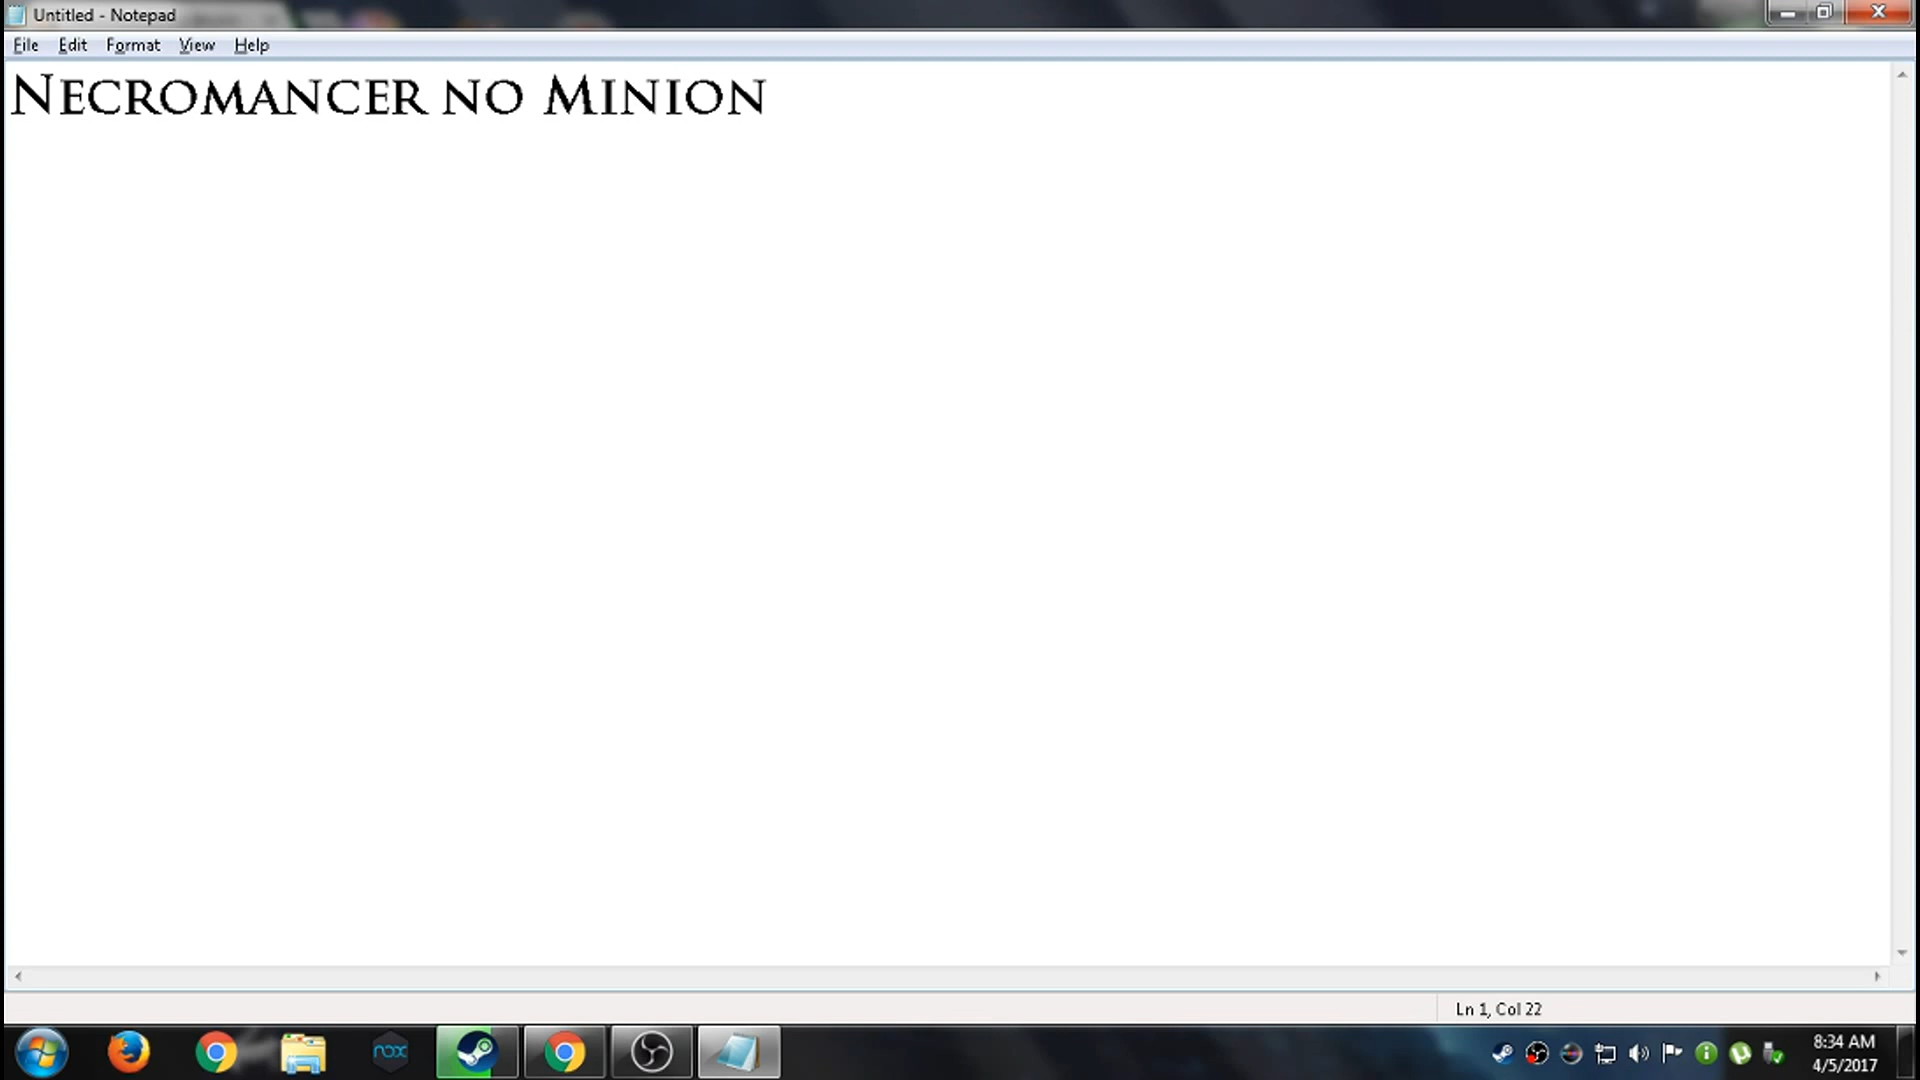 Untitled - Notepad
File Edit Format View Help
Necromancer no Minion
Ln 1, Col 22
nox
8:34 AM
4/5/2017